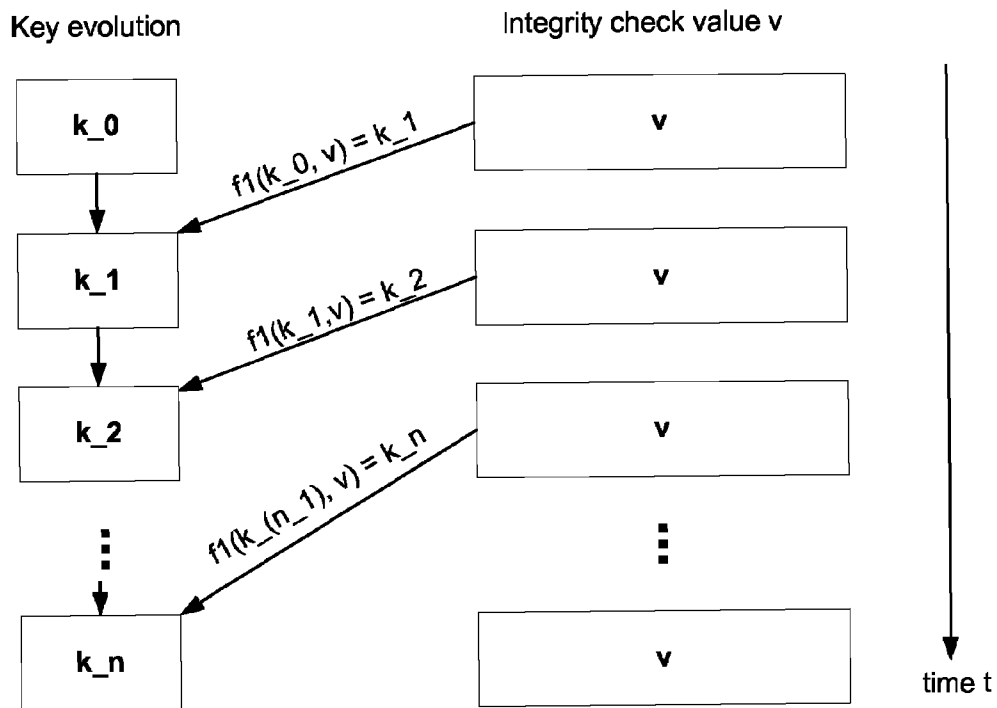 Key evolution
Integrity check value v
k_0
v
f1(k_0, v) = k_1
k_1
v
f1(k_1,v) = k_2
k_2
v
f1(k_(n_1), v) = k_n
k_n
v
time t